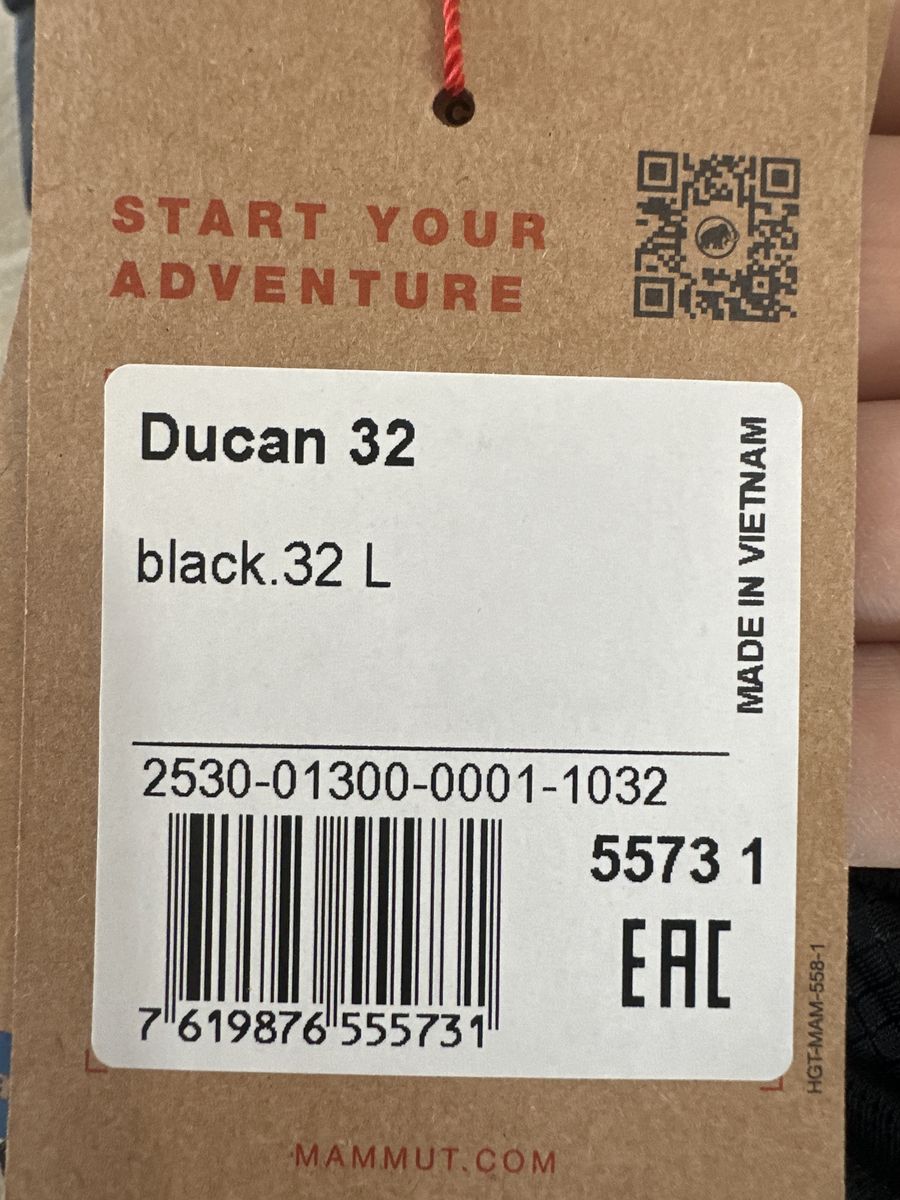 START YOUR
ADVENTURE
Ducan 32
black.32 L
MADE IN VIETNAM
2530-01300-0001-1032
5573 1
7 619876 555731
EAC
HGT-MAM-558-1
MAMMUT.COM